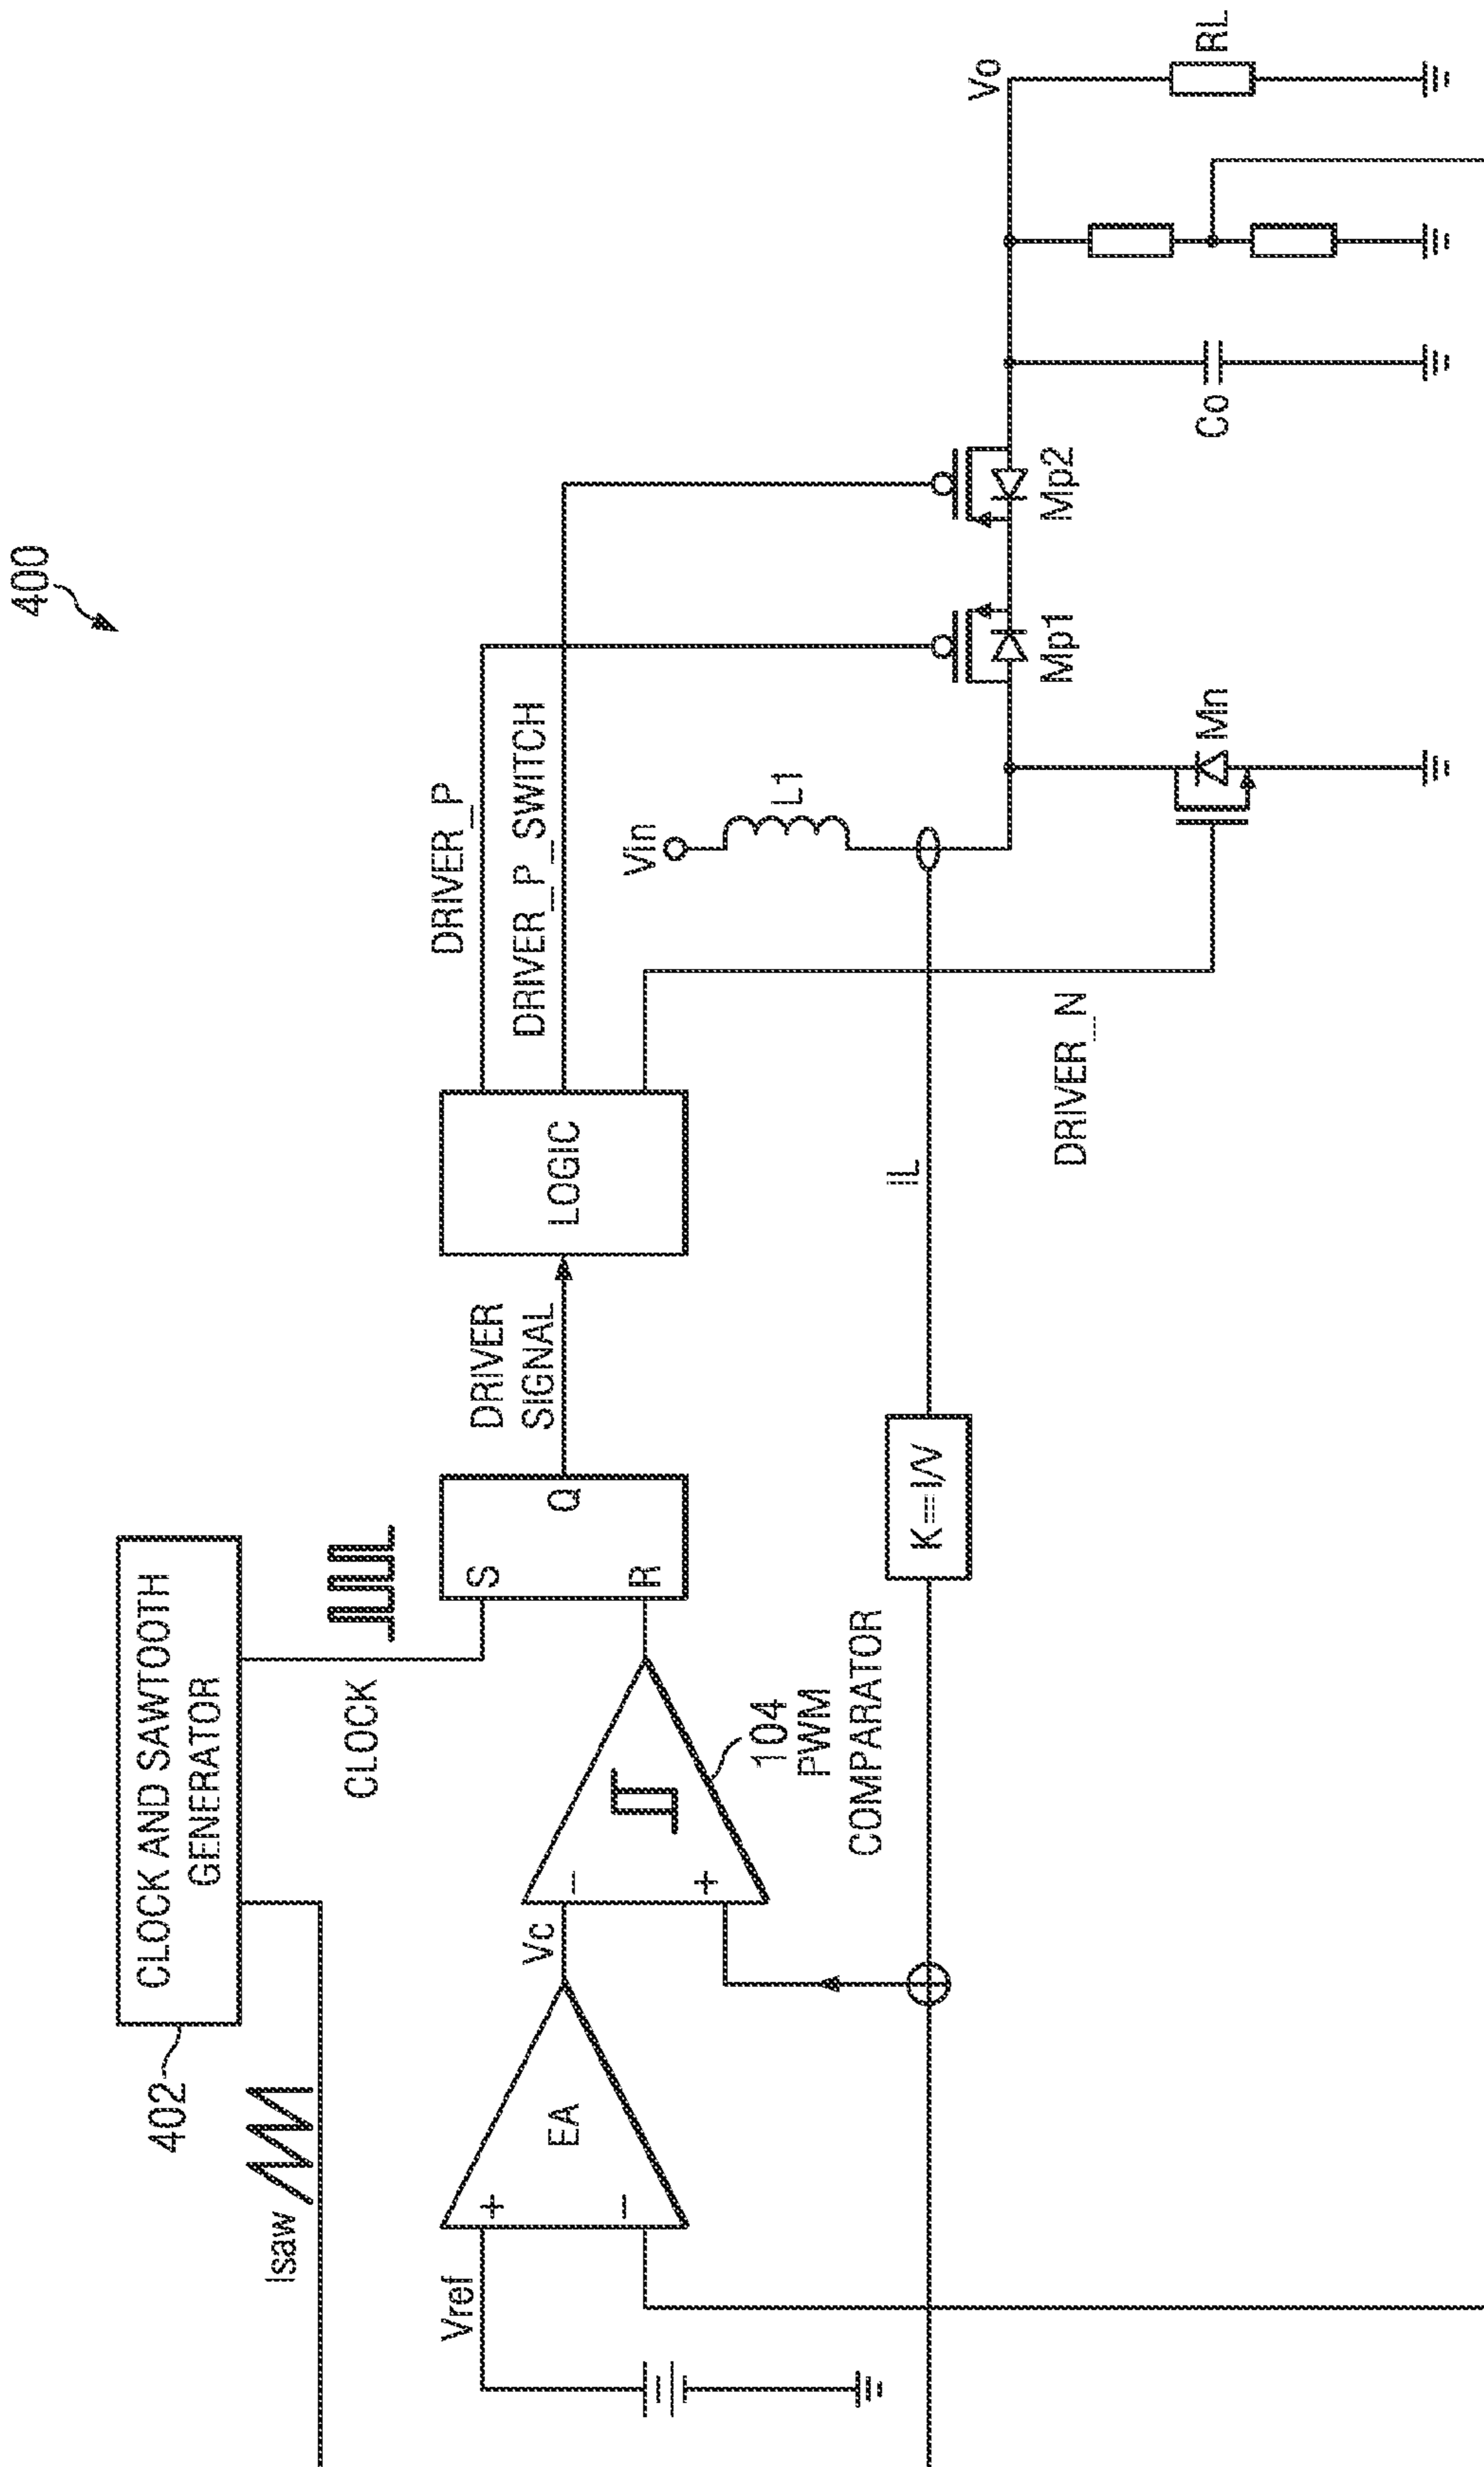 400
402
CLOCK AND SAWTOOTH
GENERATOR
Isaw
CLOCK
Vref
+
−
EA
Vc
−
+
104
PWM
COMPARATOR
S
R
Q
DRIVER
SIGNAL
LOGIC
DRIVER_P
DRIVER_P_SWITCH
DRIVER_N
K=I/V
IL
Vin
L1
Mn
Mp1
Mp2
Co
Vo
RL